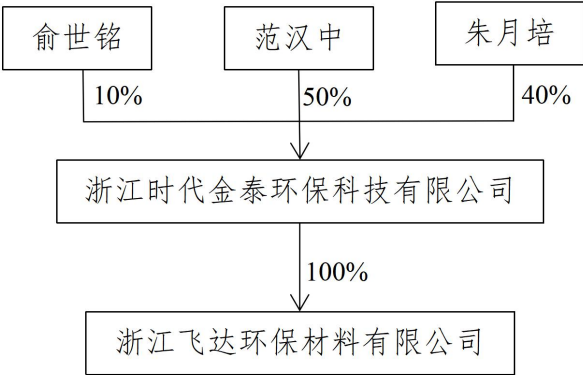 俞世铭
范汉中
朱月培
10%
50%
40%
浙江时代金泰环保科技有限公司
100%
浙江飞达环保材料有限公司